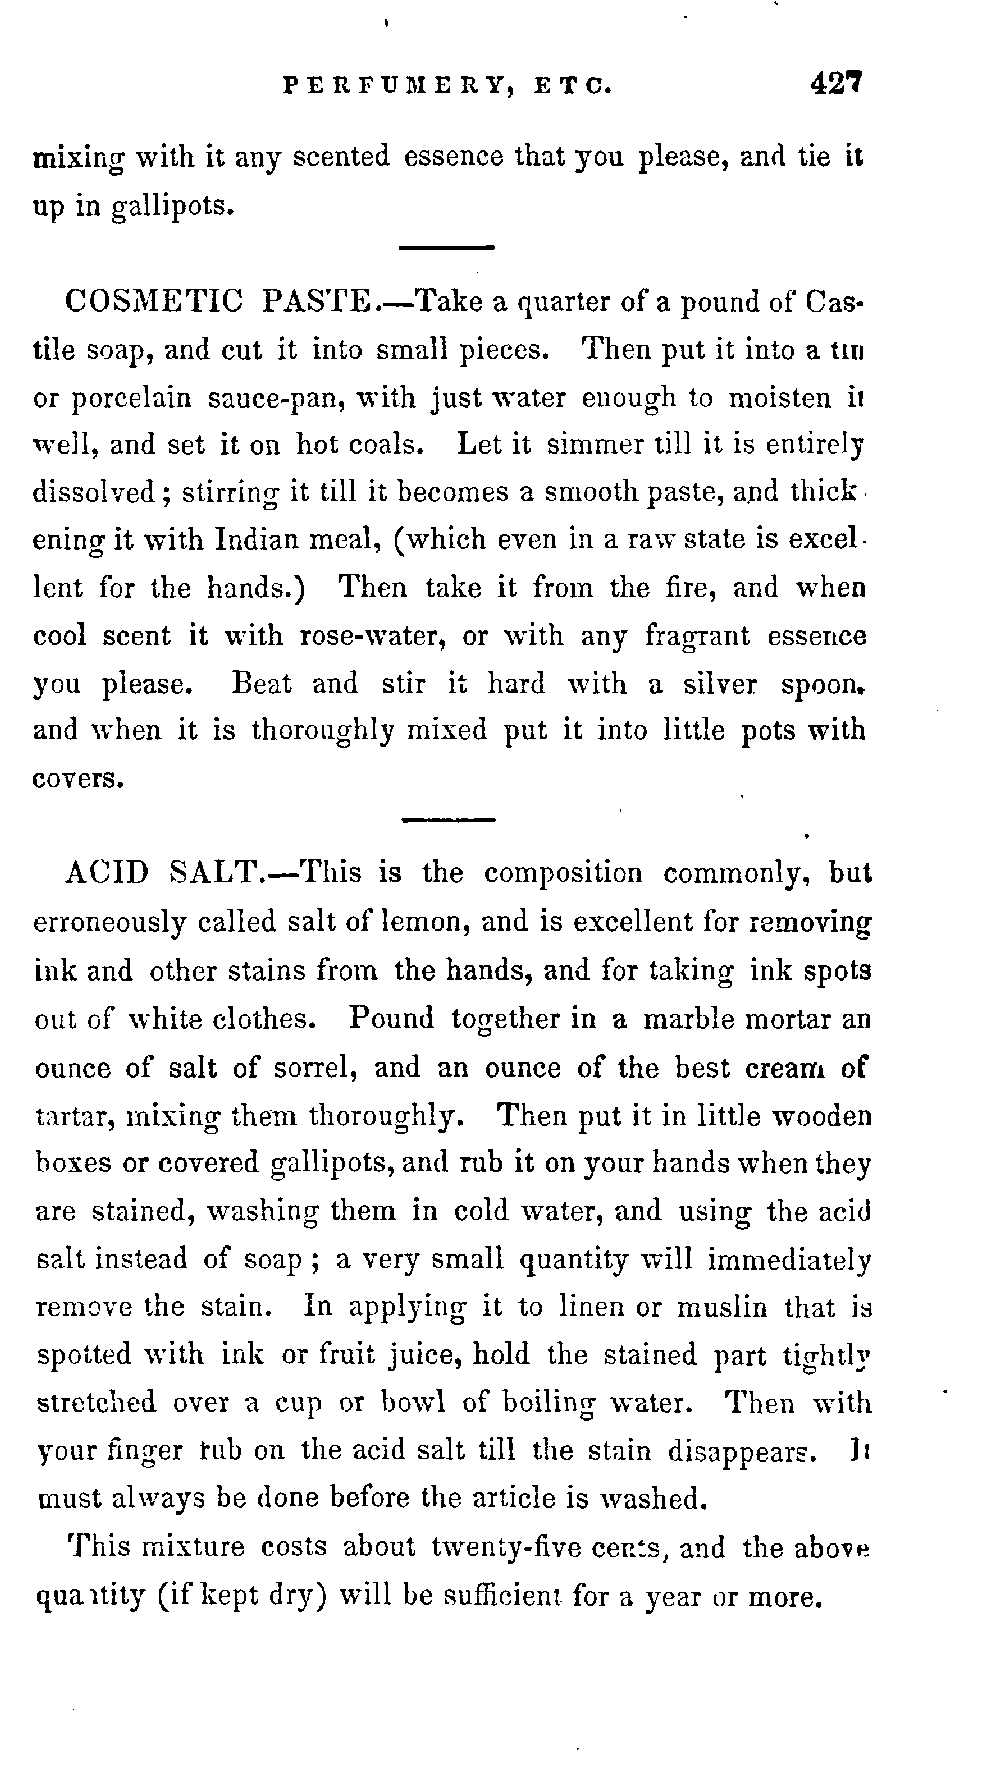 PERFUMERY, ETC. 427
mixing with it any scented essence that you please, and tie it
up in gallipots.
COSMETIC PASTE.—Take a quarter of a pound of Cas-
tile soap, and cut it into small pieces. Then put it into a tin
or porcelain sauce-pan, with just water enough to moisten it
well, and set it on hot coals. Let it simmer till it is entirely
dissolved; stirring it till it becomes a smooth paste, and thick-
ening it with Indian meal, (which even in a raw state is excel-
lent for the hands.) Then take it from the fire, and when
cool scent it with rose-water, or with any fragrant essence
you please. Beat and stir it hard with a silver spoon,
and when it is thoroughly mixed put it into little pots with
covers.
ACID SALT.—This is the composition commonly, but
erroneously called salt of lemon, and is excellent for removing
ink and other stains from the hands, and for taking ink spots
out of white clothes. Pound together in a marble mortar an
ounce of salt of sorrel, and an ounce of the best cream of
tartar, mixing them thoroughly. Then put it in little wooden
boxes or covered gallipots, and rub it on your hands when they
are stained, washing them in cold water, and using the acid
salt instead of soap; a very small quantity will immediately
remove the stain. In applying it to linen or muslin that is
spotted with ink or fruit juice, hold the stained part tightly
stretched over a cup or bowl of boiling water. Then with
your finger rub on the acid salt till the stain disappears. It
must always be done before the article is washed.
This mixture costs about twenty-five cents, and the above
quantity (if kept dry) will be sufficient for a year or more.